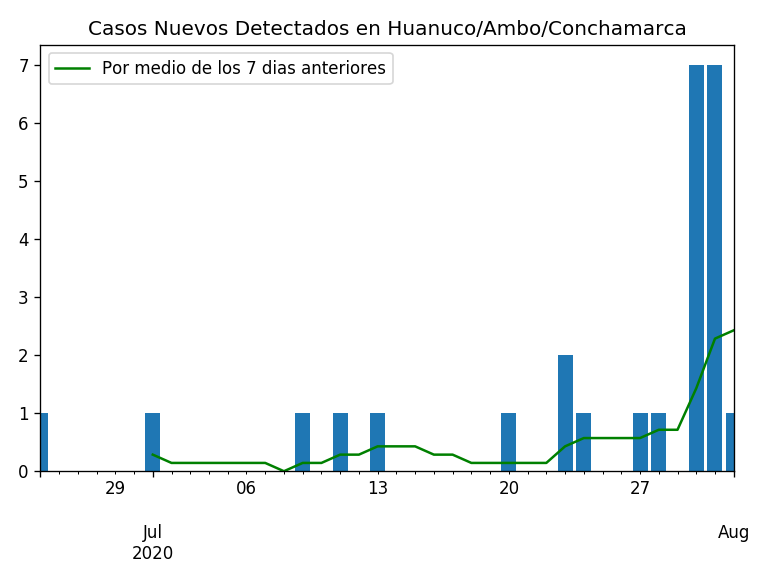 Casos Nuevos Detectados en Huanuco/Ambo/Conchamarca
Por medio de los 7 dias anteriores
7
6
5
4
3
2
1
0
29 06 13 20 27
Jul Aug
2020